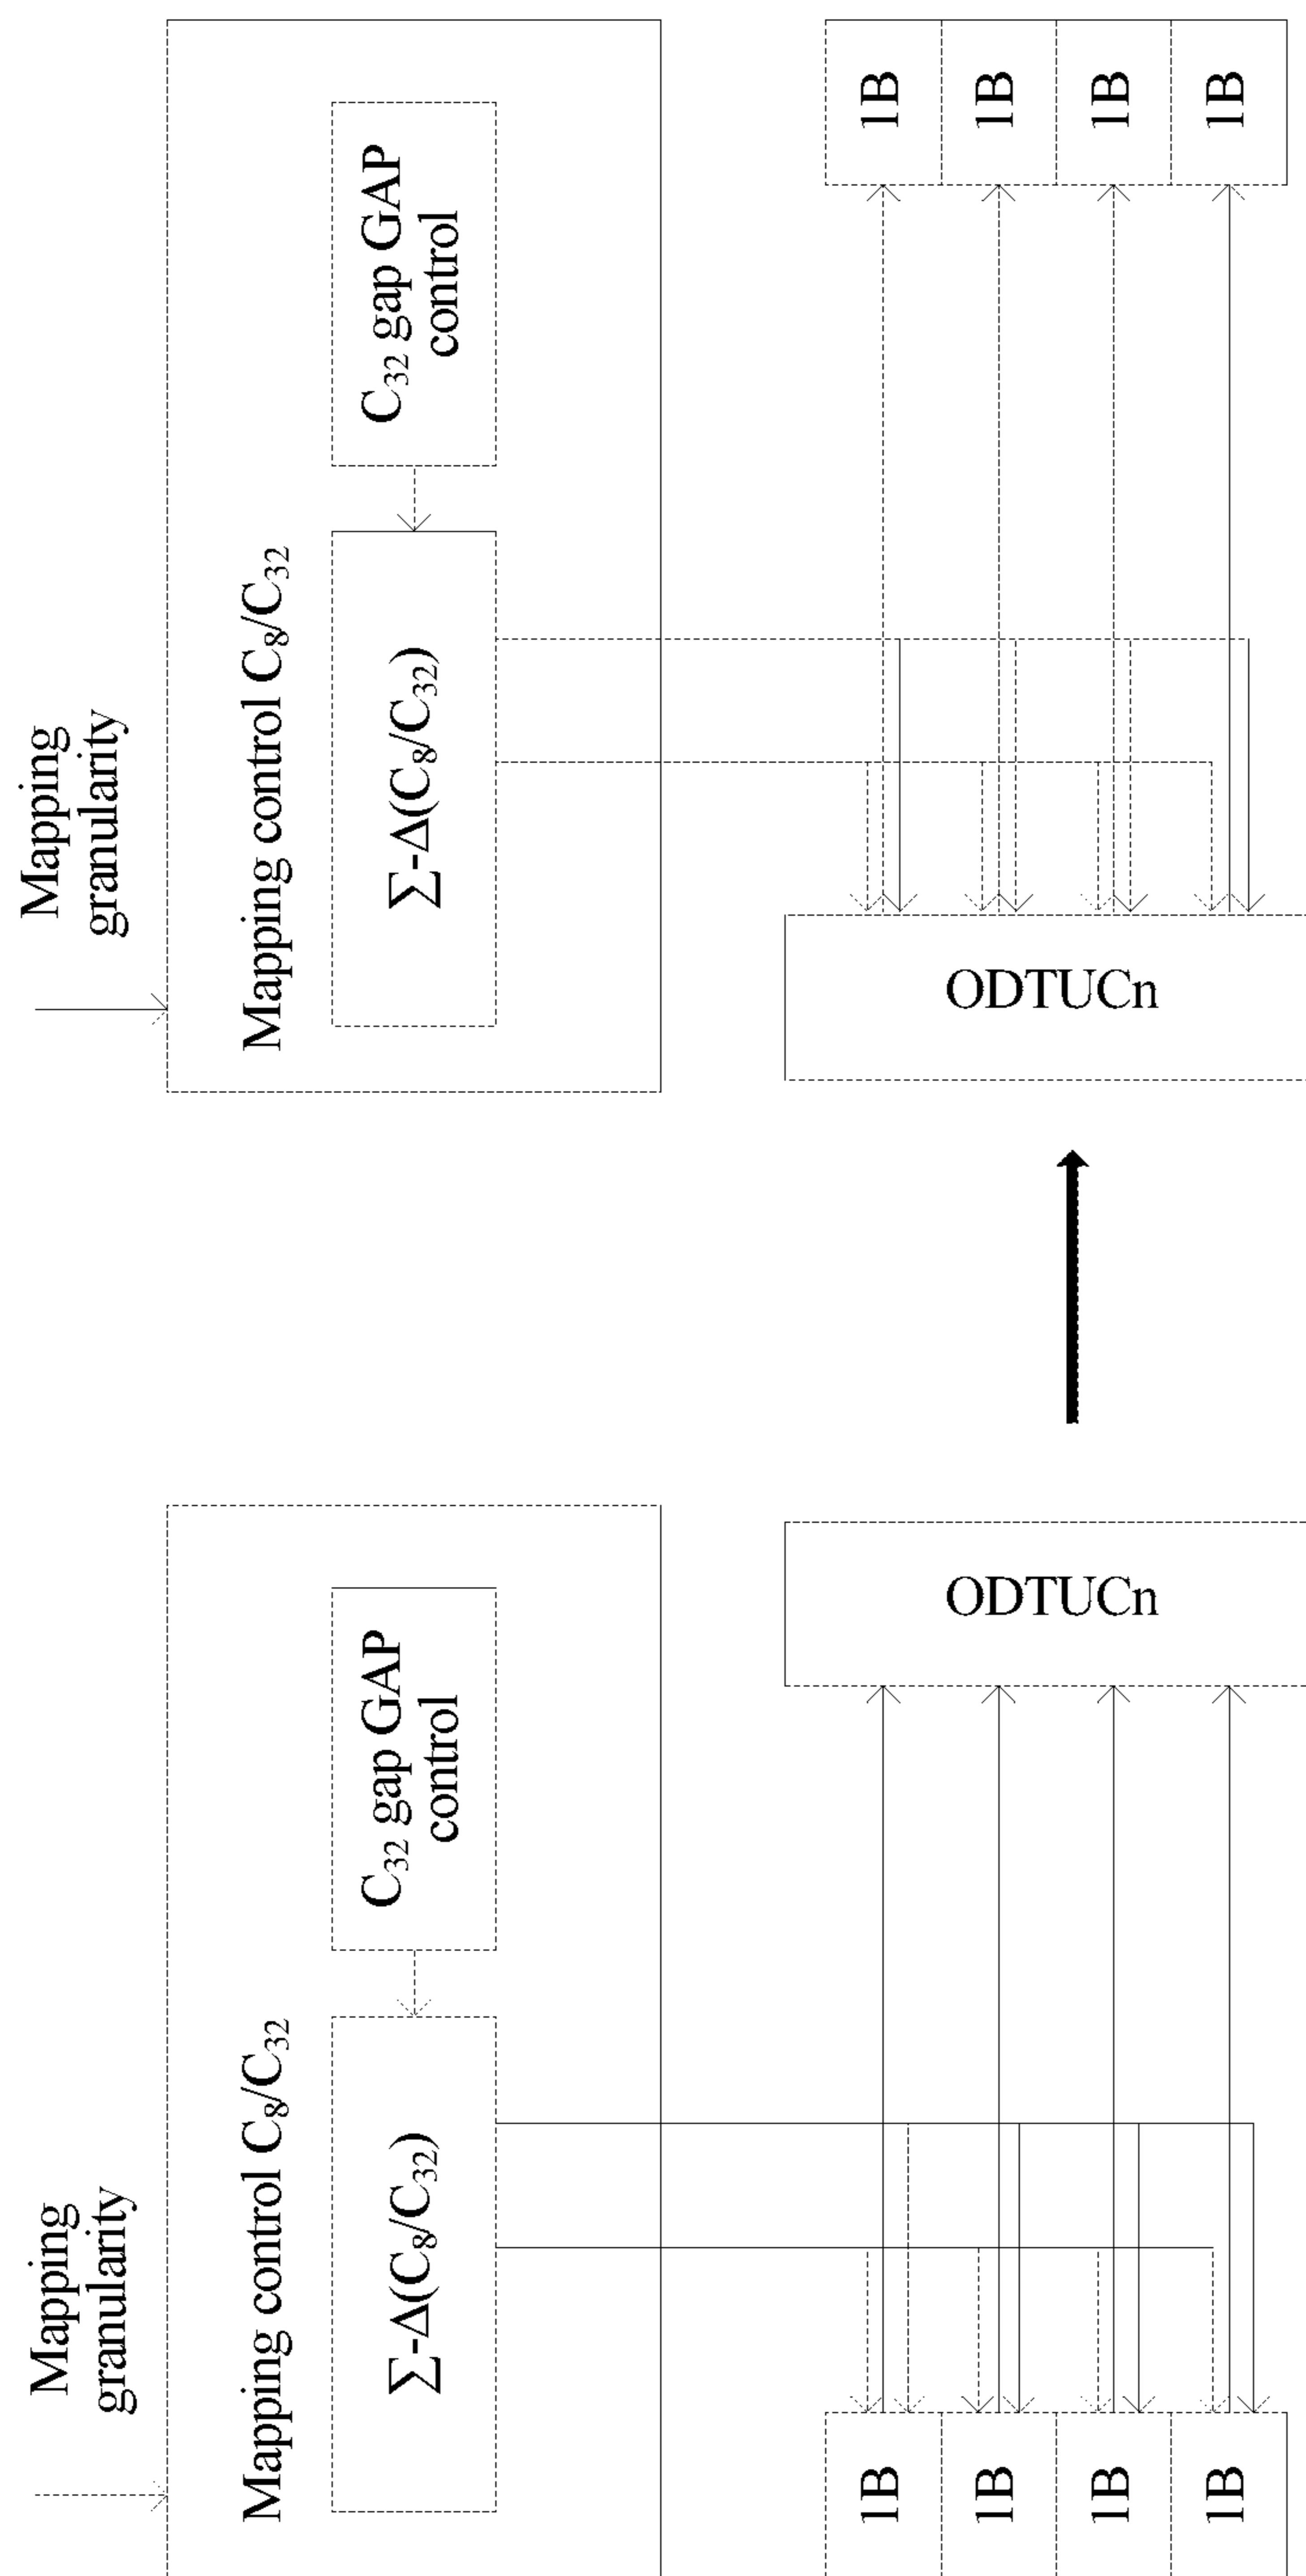 Mapping
granularity
Mapping control C₈/C₃₂
Σ-Δ(C₈/C₃₂)
C₃₂ gap GAP
control
1B
1B
1B
1B
ODTUCn
Mapping
granularity
Mapping control C₈/C₃₂
Σ-Δ(C₈/C₃₂)
C₃₂ gap GAP
control
ODTUCn
1B
1B
1B
1B